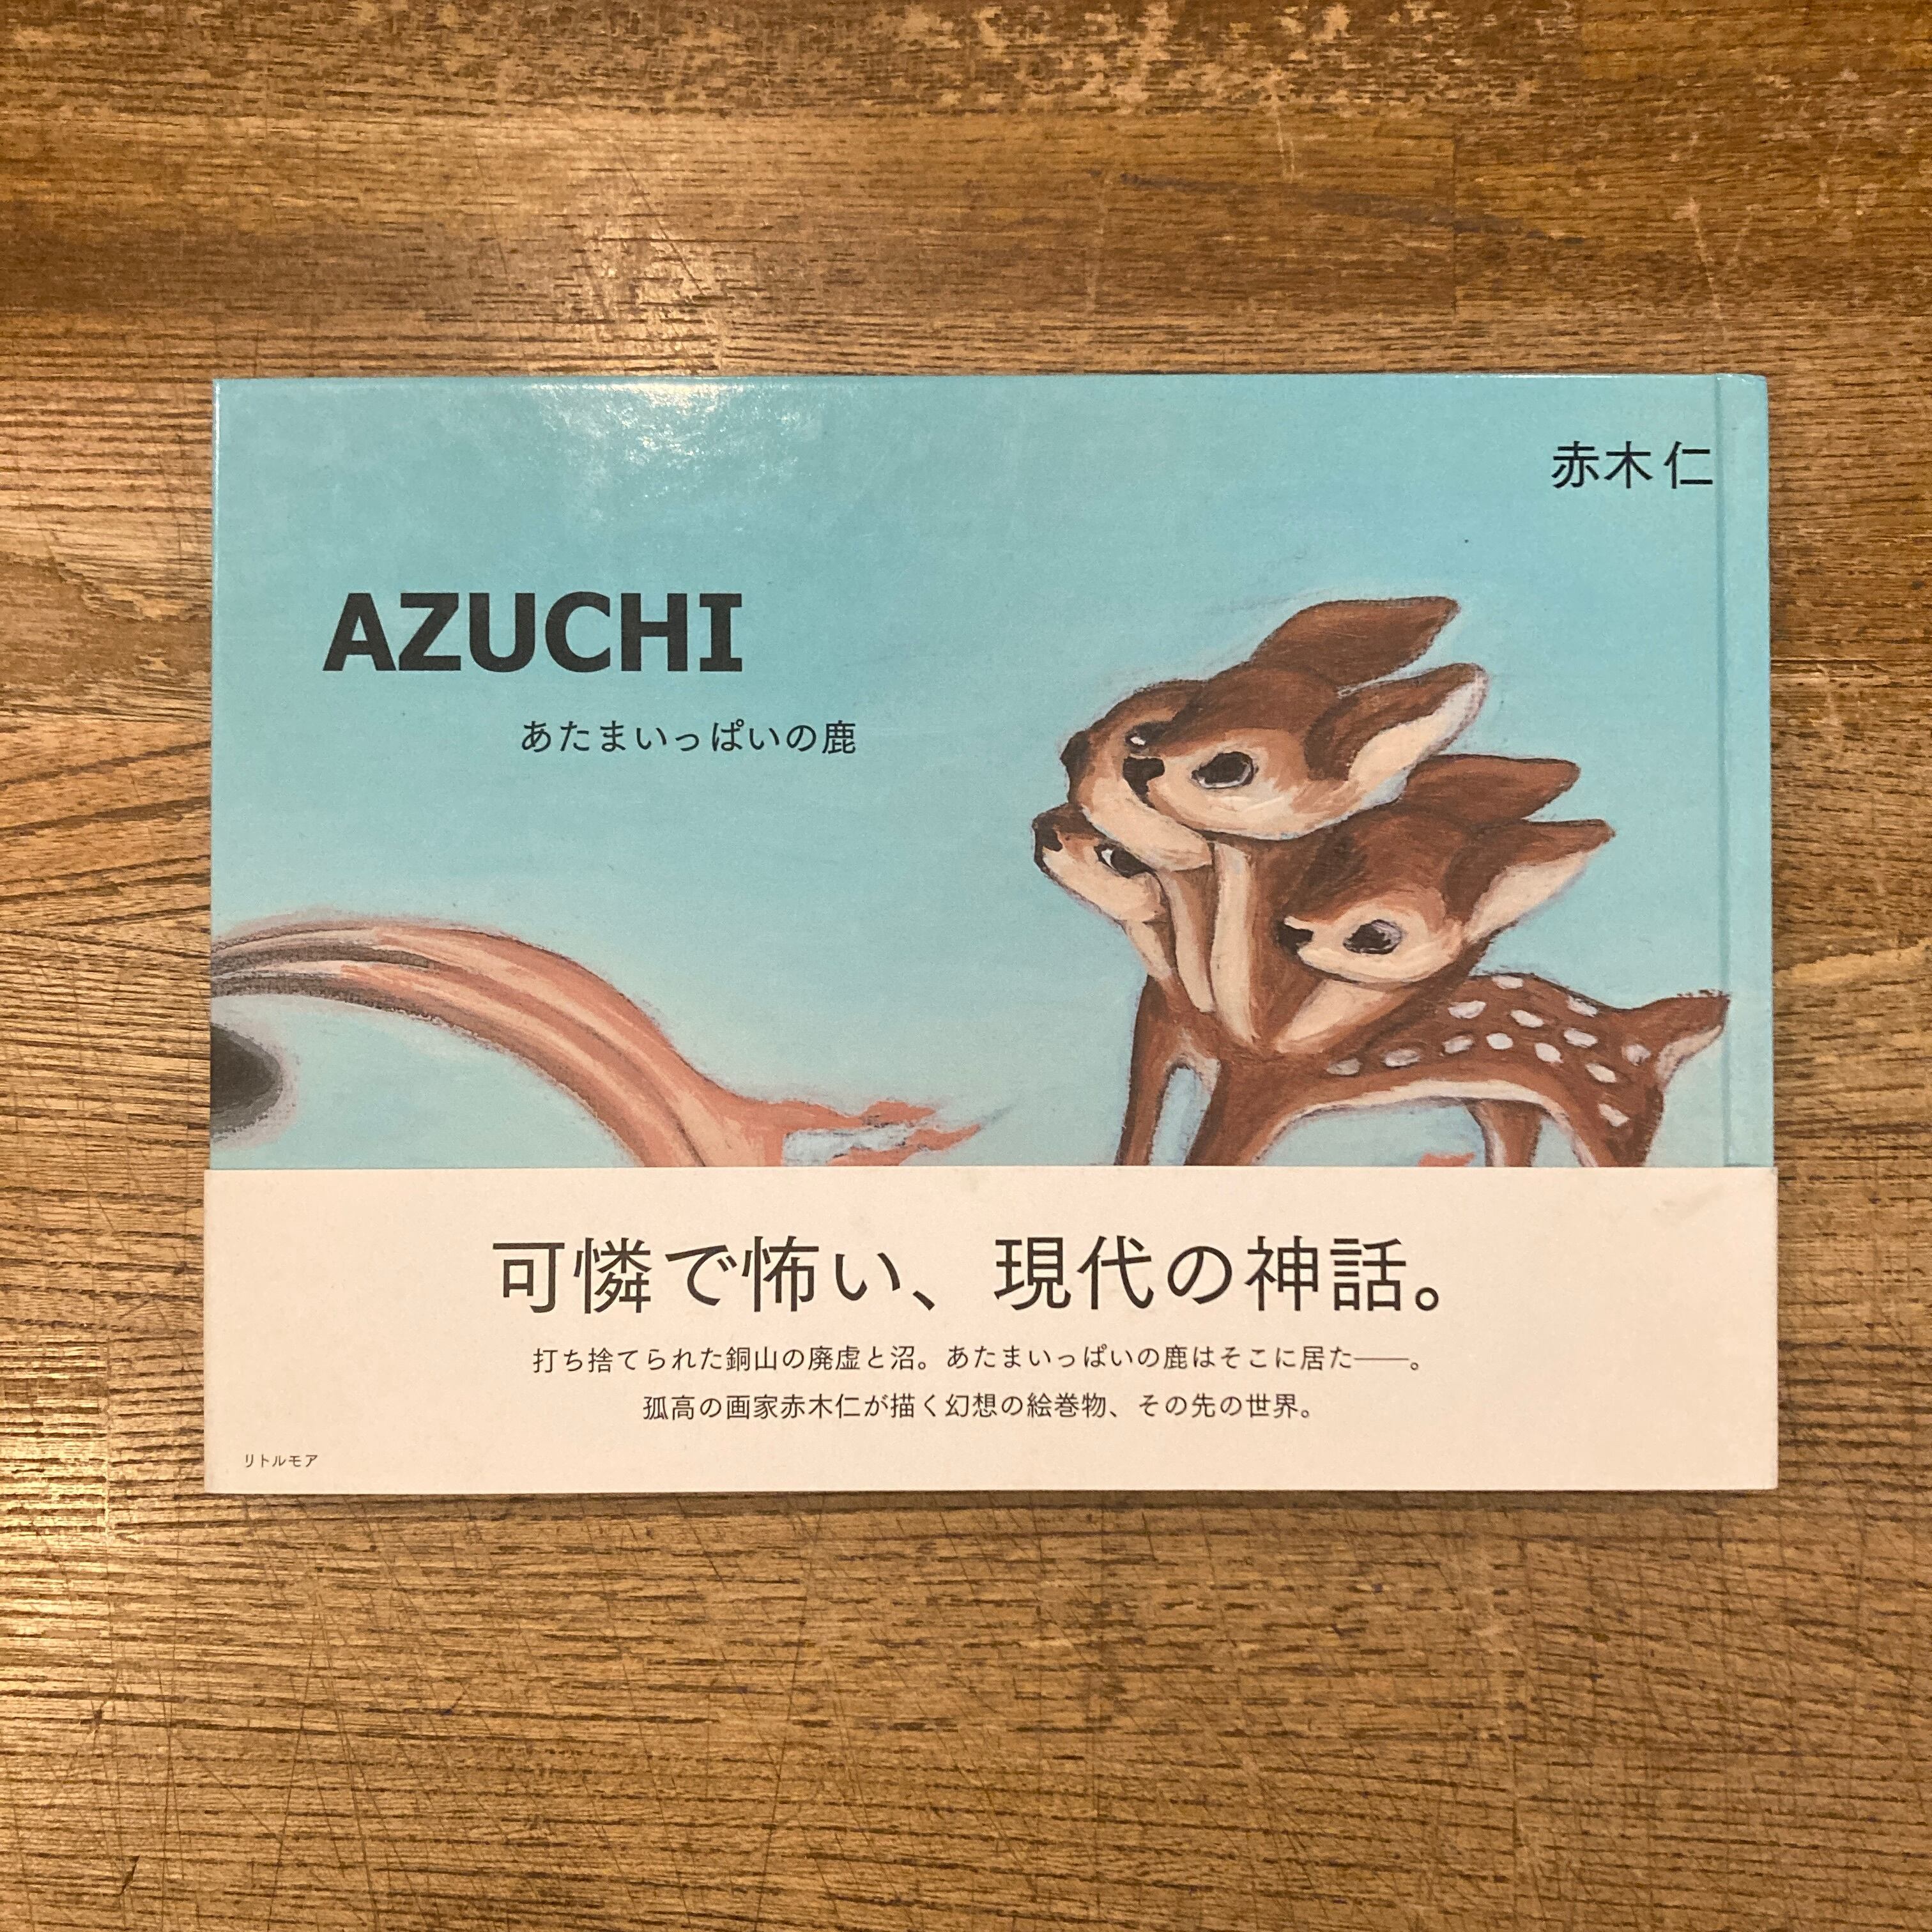 赤木 仁
AZUCHI
あたまいっぱいの鹿
可憐で怖い、現代の神話。
打ち捨てられた銅山の廃虚と沼。あたまいっぱいの鹿はそこに居た——。
孤高の画家赤木仁が描く幻想の絵巻物、その先の世界。
リトルモア